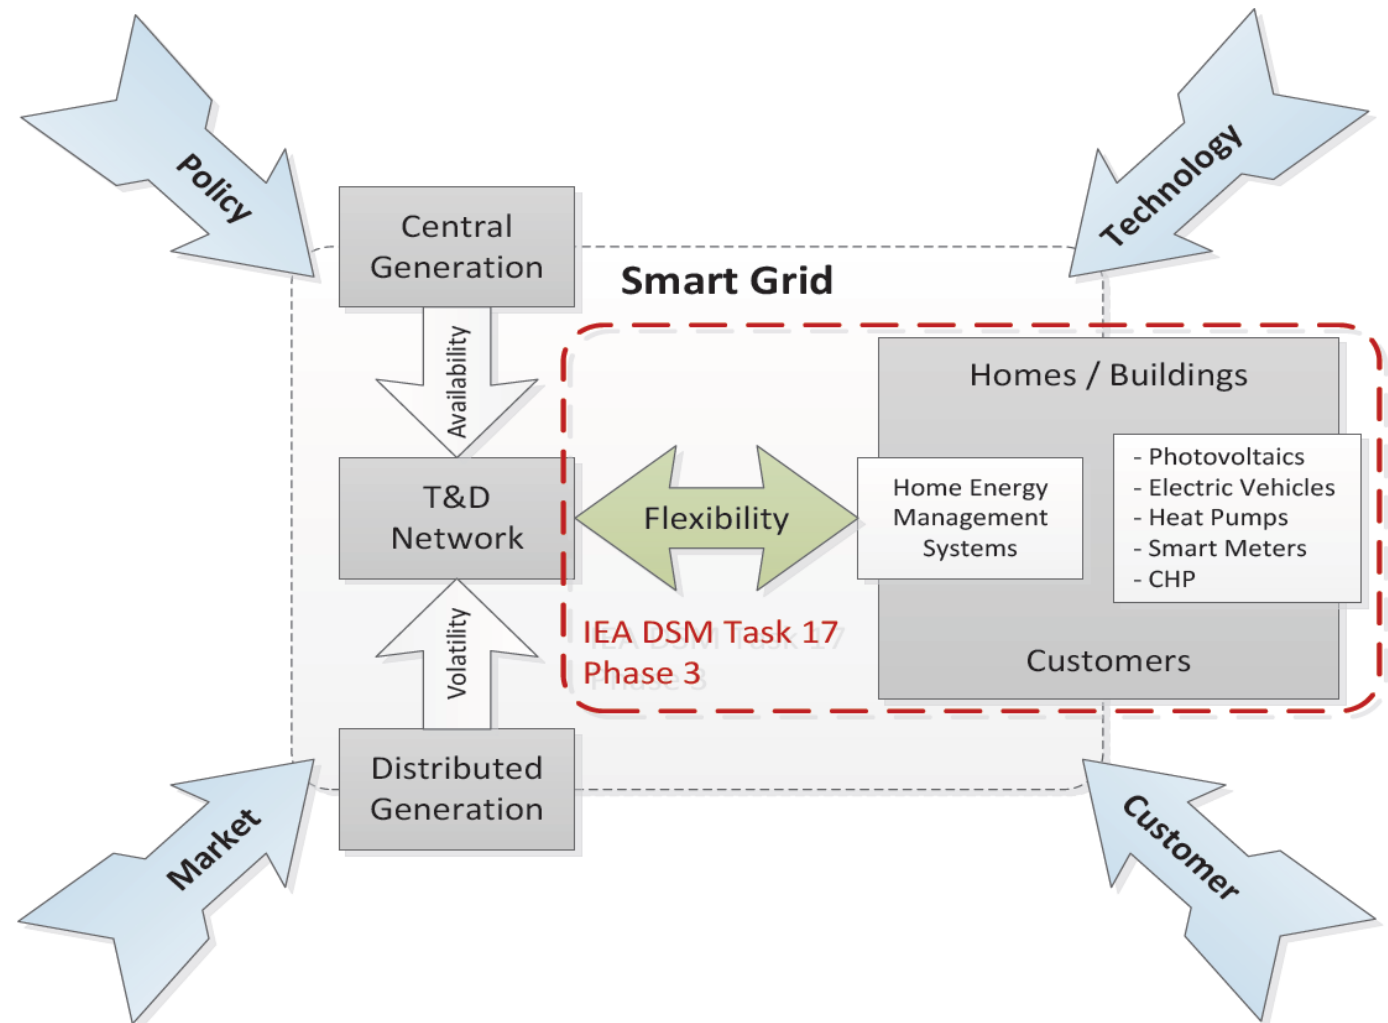 Policy
Technology
Central
Generation
Smart Grid
Availability
Homes / Buildings
- Photovoltaics
- Electric Vehicles
- Heat Pumps
- Smart Meters
- CHP
T&D
Network
Flexibility
Home Energy
Management
Systems
Volatility
IEA DSM Task 17
Phase 3
Customers
Distributed
Generation
Market
Customer